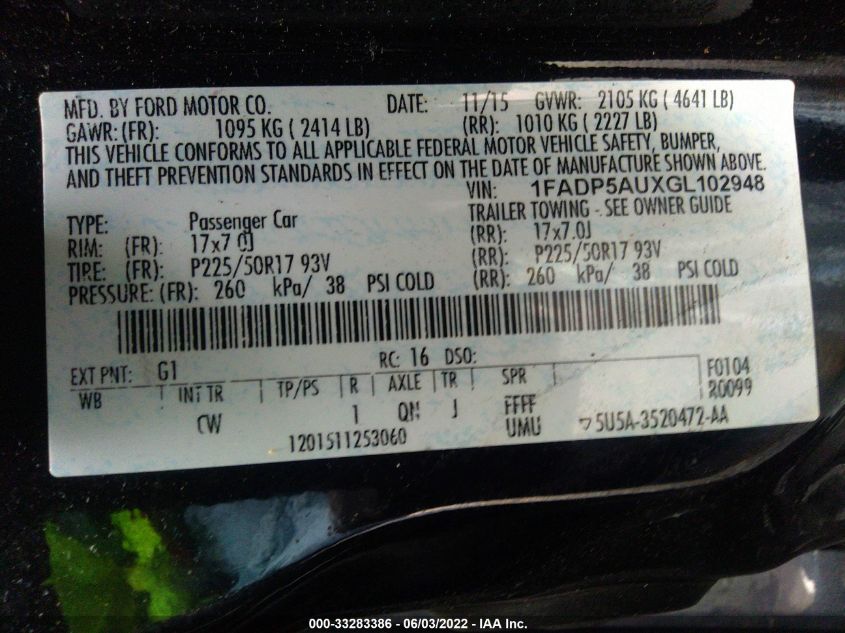 MFD. BY FORD MOTOR CO. DATE: 11/15 GVWR: 2105 KG ( 4641 LB)
GAWR: (FR): 1095 KG ( 2414 LB) (RR): 1010 KG ( 2227 LB)
THIS VEHICLE CONFORMS TO ALL APPLICABLE FEDERAL MOTOR VEHICLE SAFETY, BUMPER,
AND THEFT PREVENTION STANDARDS IN EFFECT ON THE DATE OF MANUFACTURE SHOWN ABOVE.
VIN: 1FADP5AUXGL102948
TYPE: Passenger Car TRAILER TOWING - SEE OWNER GUIDE
RIM: (FR): 17x7.0J (RR): 17x7.0J
TIRE: (FR): P225/50R17 93V (RR): P225/50R17 93V
PRESSURE: (FR): 260 kPa/ 38 PSI COLD (RR): 260 kPa/ 38 PSI COLD
EXT PNT: G1 RC: 16 DSO: F0104
WB INT TR TP/PS R AXLE TR SPR R0099
CW 1 QN J FFFF
1201511253060 UMU 5U5A-3520472-AA
000-33283386 - 06/03/2022 - IAA Inc.